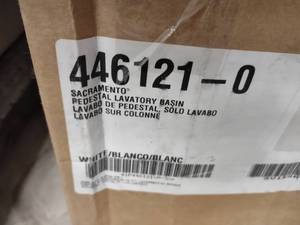 446121-0
SACRAMENTO®
PEDESTAL LAVATORY BASIN
LAVABO DE PEDESTAL, SOLO LAVABO
LAVABO SUR COLONNE
WHITE/BLANCO/BLANC